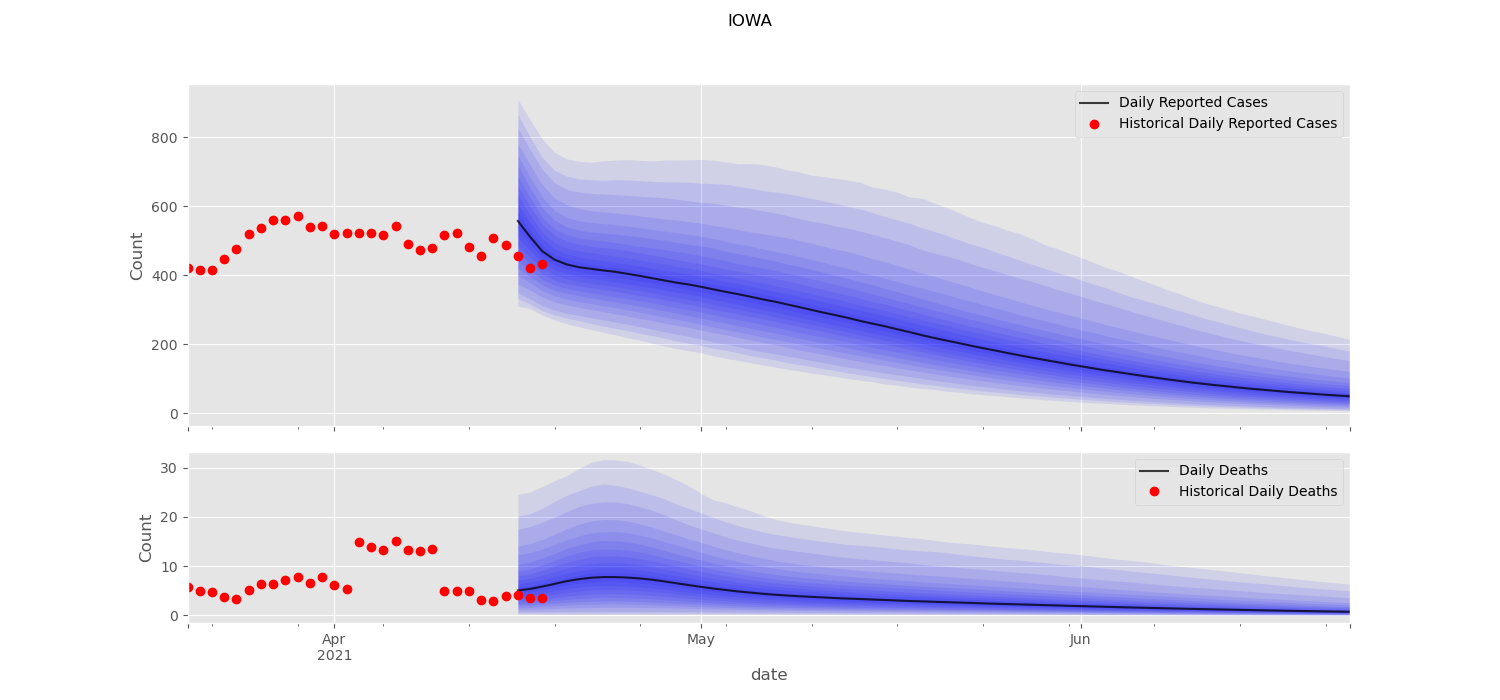 IOWA
Daily Reported Cases
Historical Daily Reported Cases
800
600
400
200
0
Count
Daily Deaths
Historical Daily Deaths
30
20
10
0
Count
Apr
2021
May
Jun
date